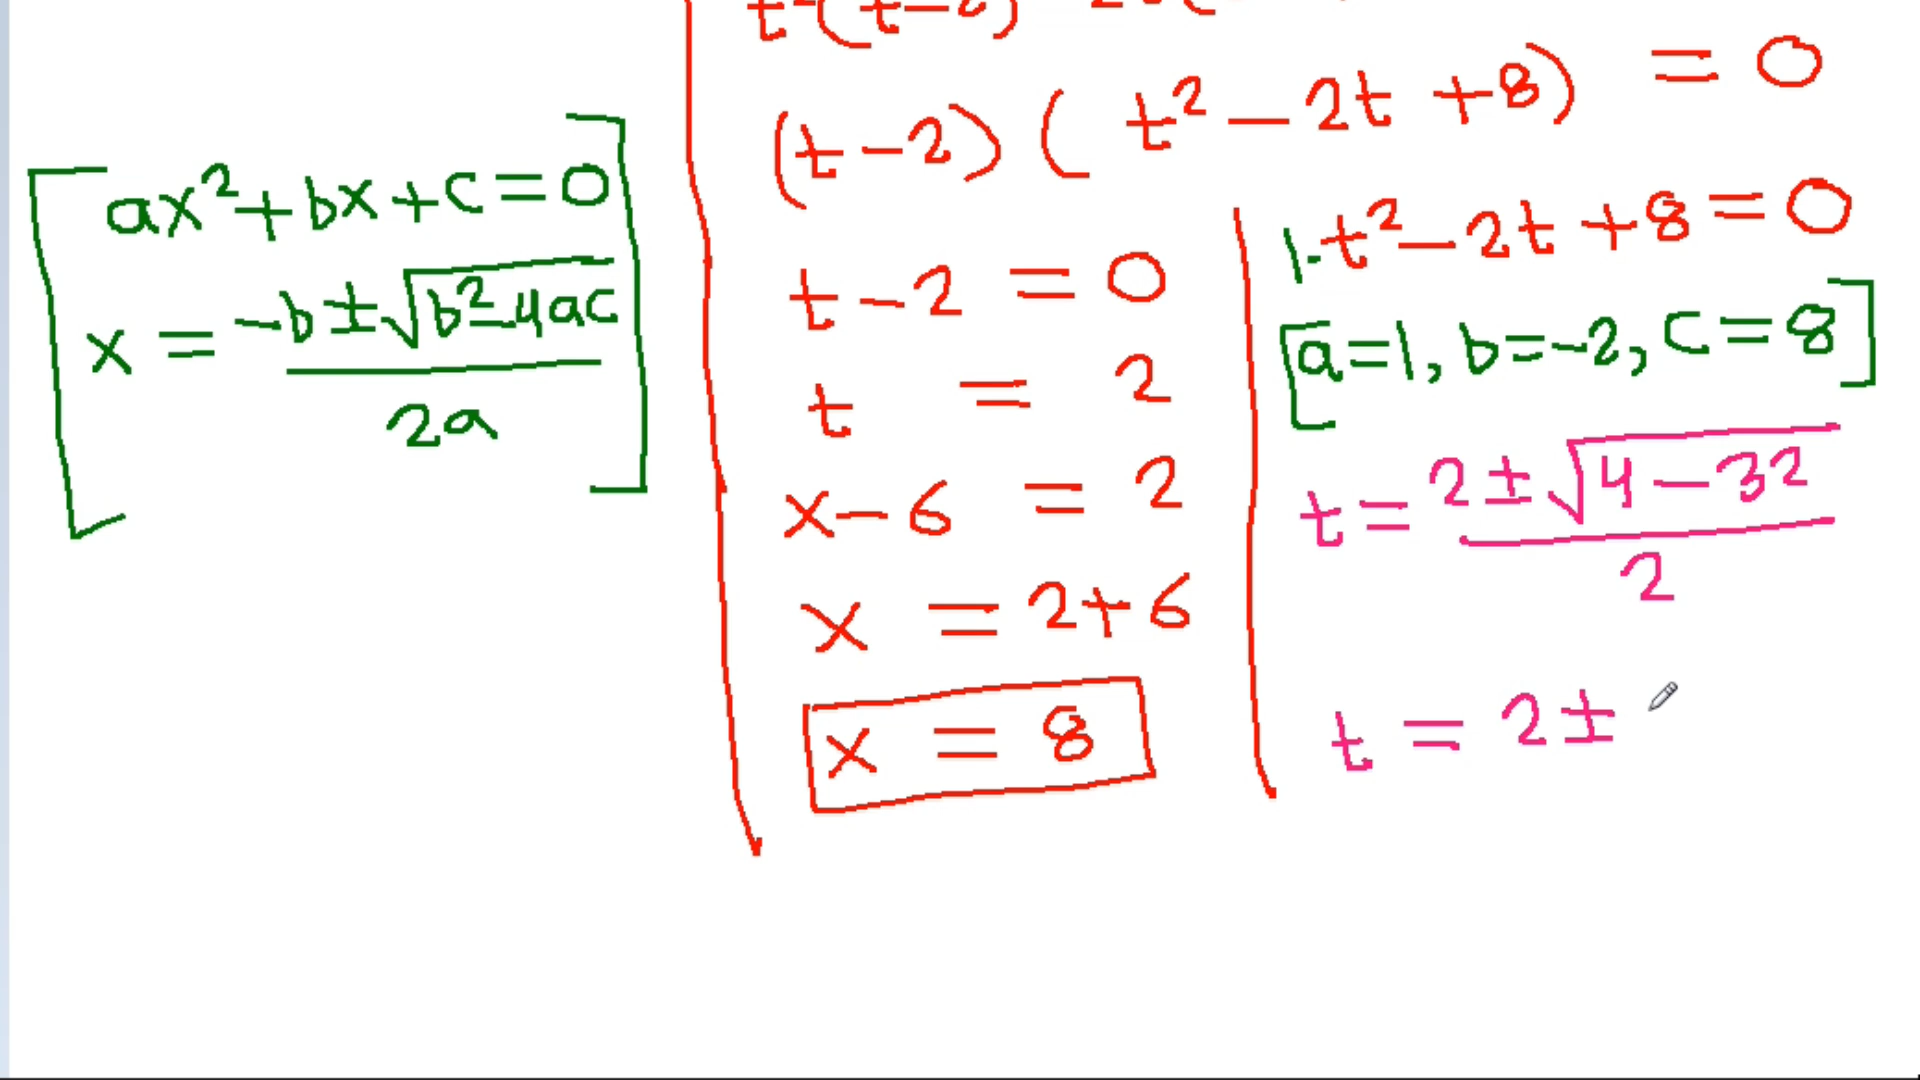 ax²+bx+c=0
x = -b±√b²-4ac
2a
(t-2)(t²-2t+8) = 0
t-2 = 0
t = 2
x-6 = 2
x = 2+6
x = 8
1·t²-2t+8=0
[a=1, b=-2, c=8]
t = 2±√4-32
2
t = 2±